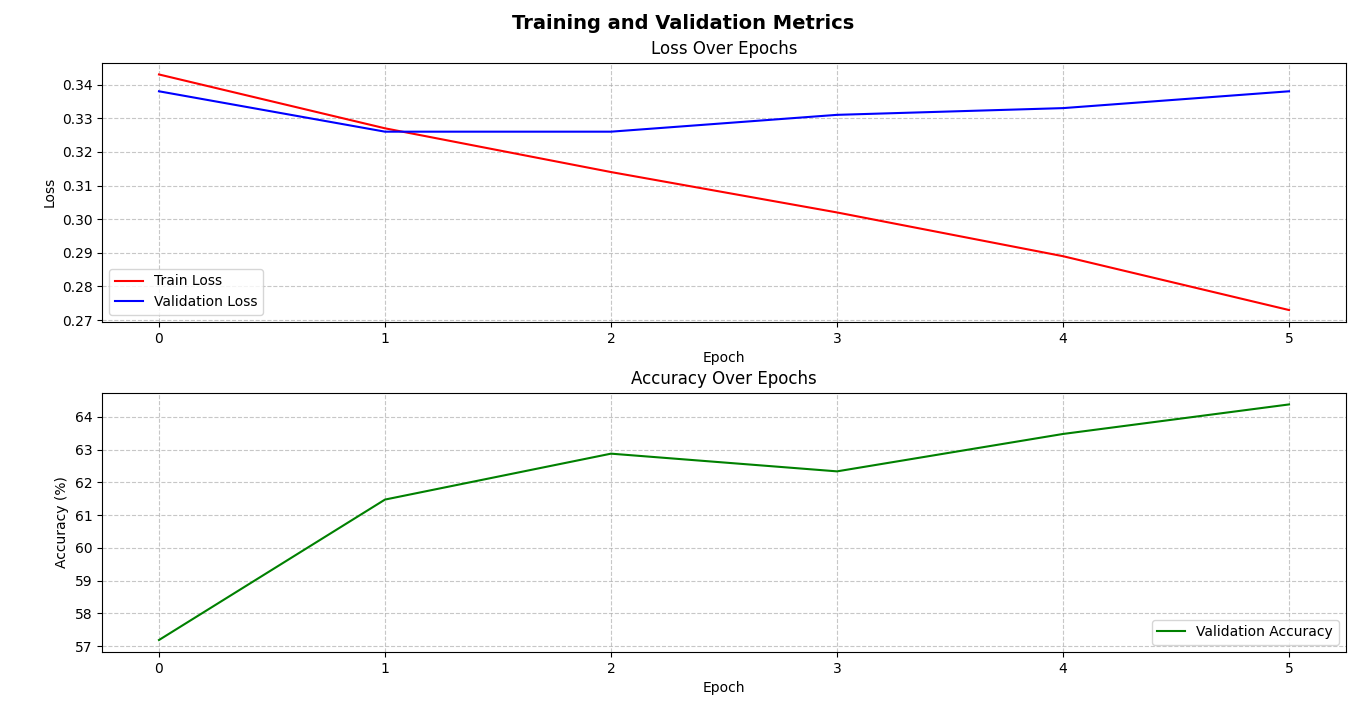 Training and Validation Metrics
Loss Over Epochs
0.34
0.33
0.32
0.31
0.30
0.29
0.28
0.27
Loss
Train Loss
Validation Loss
0 1 2 3 4 5
Epoch
Accuracy Over Epochs
64
63
62
61
60
59
58
57
Accuracy (%)
Validation Accuracy
0 1 2 3 4 5
Epoch